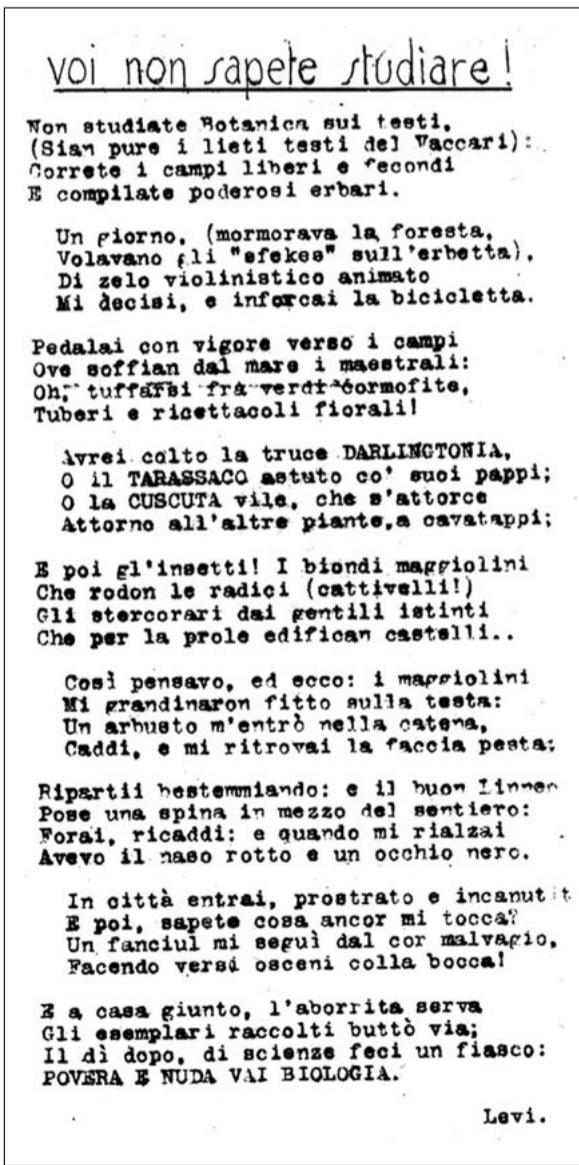 voi non sapete studiare!
Non studiate Botanica sui testi,
(Sian pure i lieti testi del Vaccari):
Correte i campi liberi e fecondi
E compilate poderosi erbari.
Un giorno, (mormorava la foresta,
Volavano gli "efekes" sull'erbetta),
Di zelo violinistico animato
Mi decisi, e inforcai la bicicletta.
Pedalai con vigore verso i campi
Ove soffian dal mare i maestrali:
Oh, tuffarsi fra verdi cormofite,
Tuberi e ricettacoli fiorali!
Avrei colto la truce DARLINGTONIA,
O il TARASSACO astuto co' suoi pappi;
O la CUSCUTA vile, che s'attorce
Attorno all'altre piante,a cavatappi;
E poi gl'insetti! I biondi maggiolini
Che rodon le radici (cattivelli!)
Gli stercorari dai gentili istinti
Che per la prole edifican castelli..
Così pensavo, ed ecco: i maggiolini
Mi grandinaron fitto sulla testa:
Un arbusto m'entrò nella catena,
Caddi, e mi ritrovai la faccia pesta;
Ripartii bestemmiando: e il buon Linneo
Pose una spina in mezzo del sentiero:
Forai, ricaddi: e quando mi rialzai
Avevo il naso rotto e un occhio nero.
In città entrai, prostrato e incanutit
E poi, sapete cosa ancor mi tocca?
Un fanciul mi seguì dal cor malvagio,
Facendo versi osceni colla bocca!
E a casa giunto, l'aborrita serva
Gli esemplari raccolti buttò via;
Il dì dopo, di scienze feci un fiasco:
POVERA E NUDA VAI BIOLOGIA.
Levi.